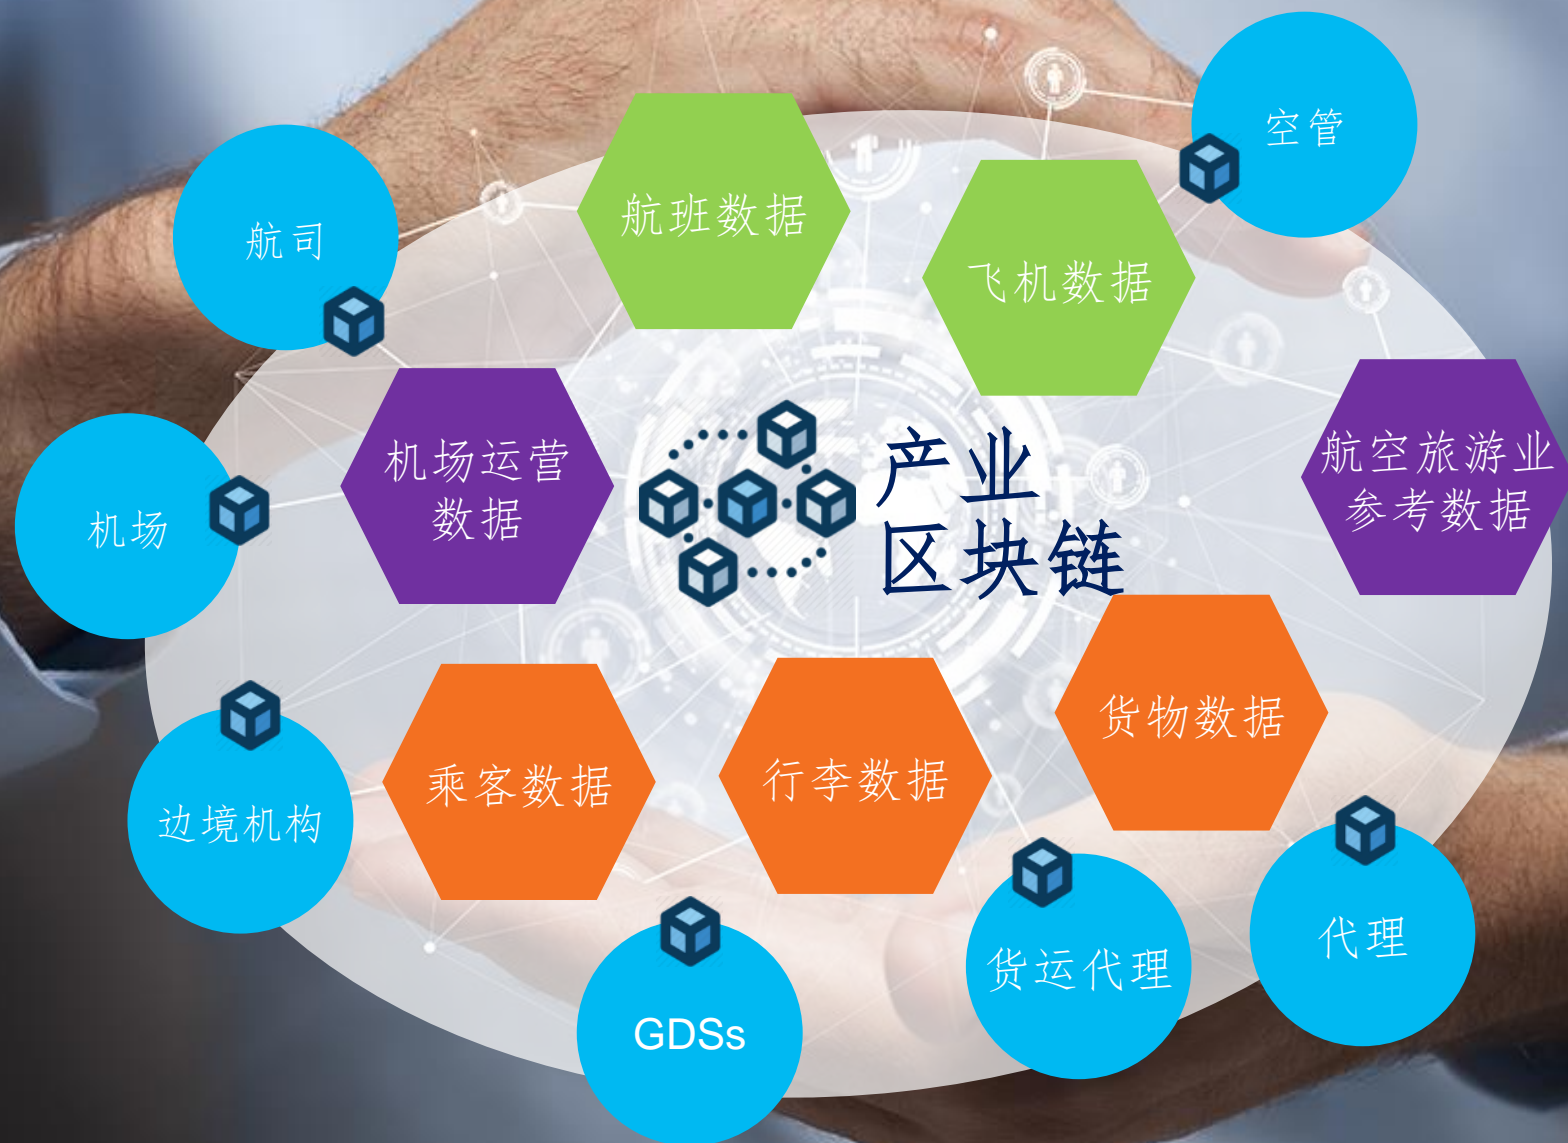 空管
航班数据
航司
飞机数据
机场运营
数据
产业
区块链
航空旅游业
参考数据
机场
货物数据
乘客数据
行李数据
边境机构
代理
货运代理
GDSs